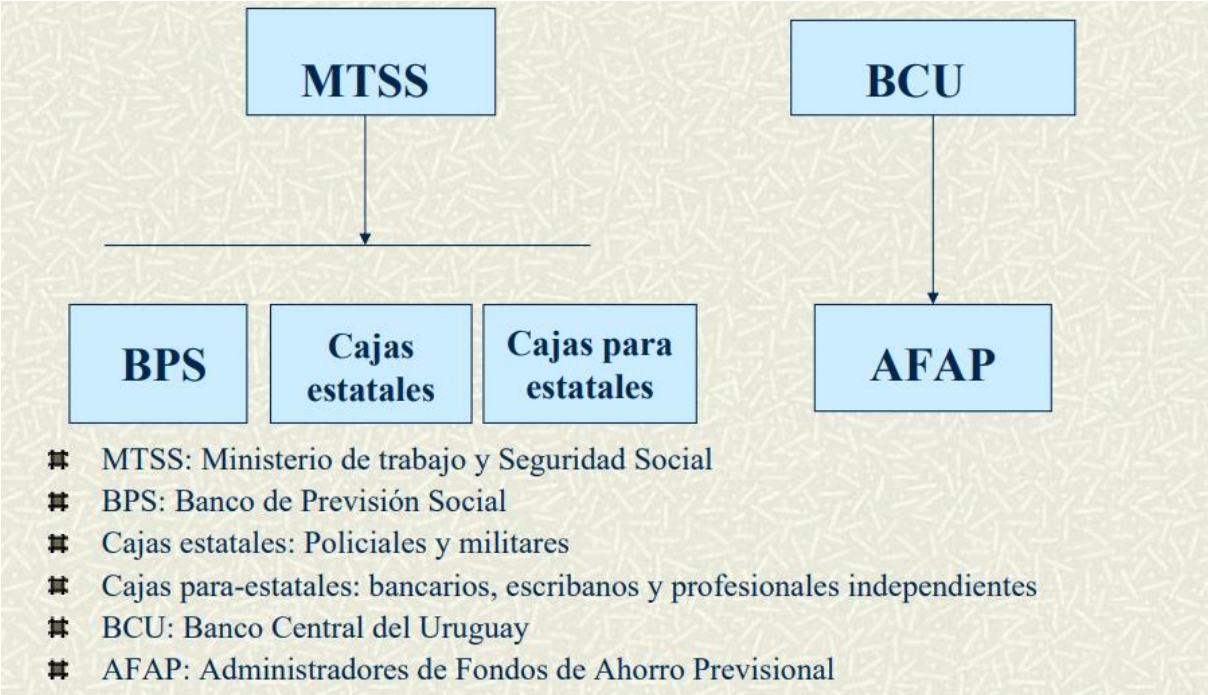 MTSS
BCU
BPS
Cajas
estatales
Cajas para
estatales
AFAP
MTSS: Ministerio de trabajo y Seguridad Social
BPS: Banco de Previsión Social
Cajas estatales: Policiales y militares
Cajas para-estatales: bancarios, escribanos y profesionales independientes
BCU: Banco Central del Uruguay
AFAP: Administradores de Fondos de Ahorro Previsional